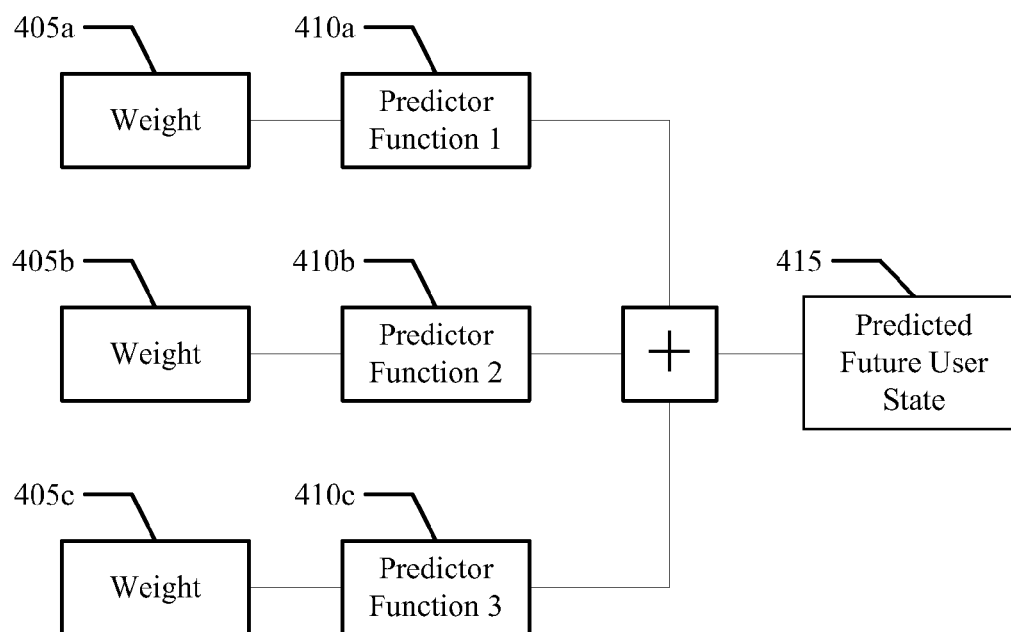 405a
410a
Weight
Predictor
Function 1
405b
410b
415
Weight
Predictor
Function 2
+
Predicted
Future User
State
405c
410c
Weight
Predictor
Function 3